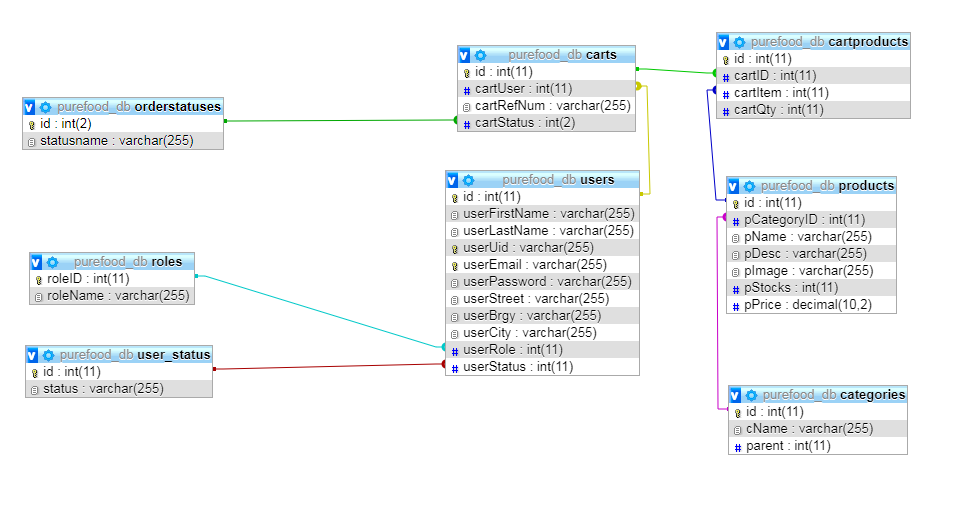 purefood_db orderstatuses
id : int(2)
statusname : varchar(255)
purefood_db roles
roleID : int(11)
roleName : varchar(255)
purefood_db user_status
id : int(11)
status : varchar(255)
purefood_db carts
id : int(11)
cartUser : int(11)
cartRefNum : varchar(255)
cartStatus : int(2)
purefood_db users
id : int(11)
userFirstName : varchar(255)
userLastName : varchar(255)
userUid : varchar(255)
userEmail : varchar(255)
userPassword : varchar(255)
userStreet : varchar(255)
userBrgy : varchar(255)
userCity : varchar(255)
userRole : int(11)
userStatus : int(11)
purefood_db cartproducts
id : int(11)
cartID : int(11)
cartItem : int(11)
cartQty : int(11)
purefood_db products
id : int(11)
pCategoryID : int(11)
pName : varchar(255)
pDesc : varchar(255)
pImage : varchar(255)
pStocks : int(11)
pPrice : decimal(10,2)
purefood_db categories
id : int(11)
cName : varchar(255)
parent : int(11)